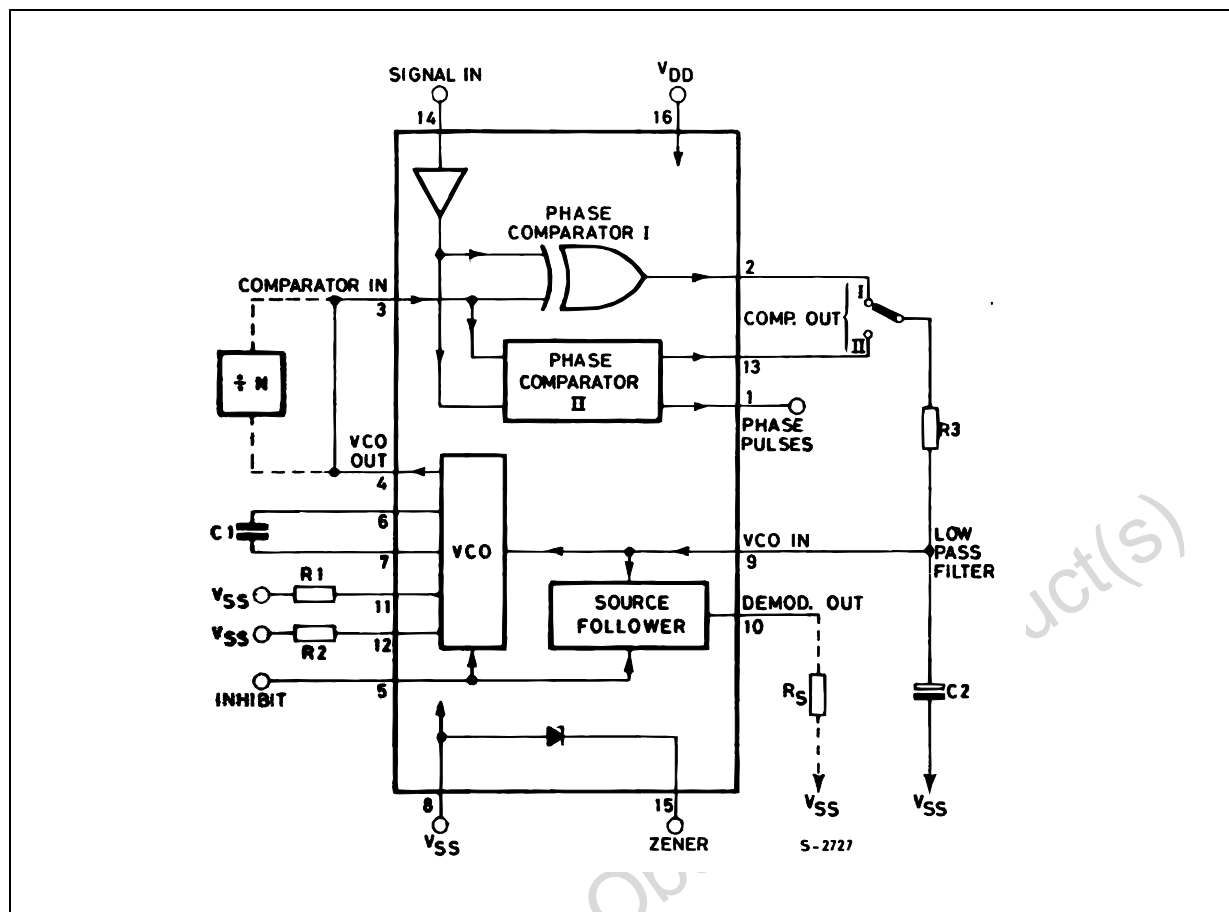 SIGNAL IN
VDD
14
16
PHASE
COMPARATOR I
COMPARATOR IN
3
2
I
COMP. OUT
II
÷ N
PHASE
COMPARATOR
II
13
1
PHASE
PULSES
R3
VCO
OUT
4
6
C1
7
VCO
VCO IN
9
LOW
PASS
FILTER
R1
VSS
11
SOURCE
FOLLOWER
DEMOD. OUT
10
VSS
R2
12
INHIBIT
5
RS
C2
8
15
VSS
VSS
VSS
ZENER
S-2727
uct(s)
Ob